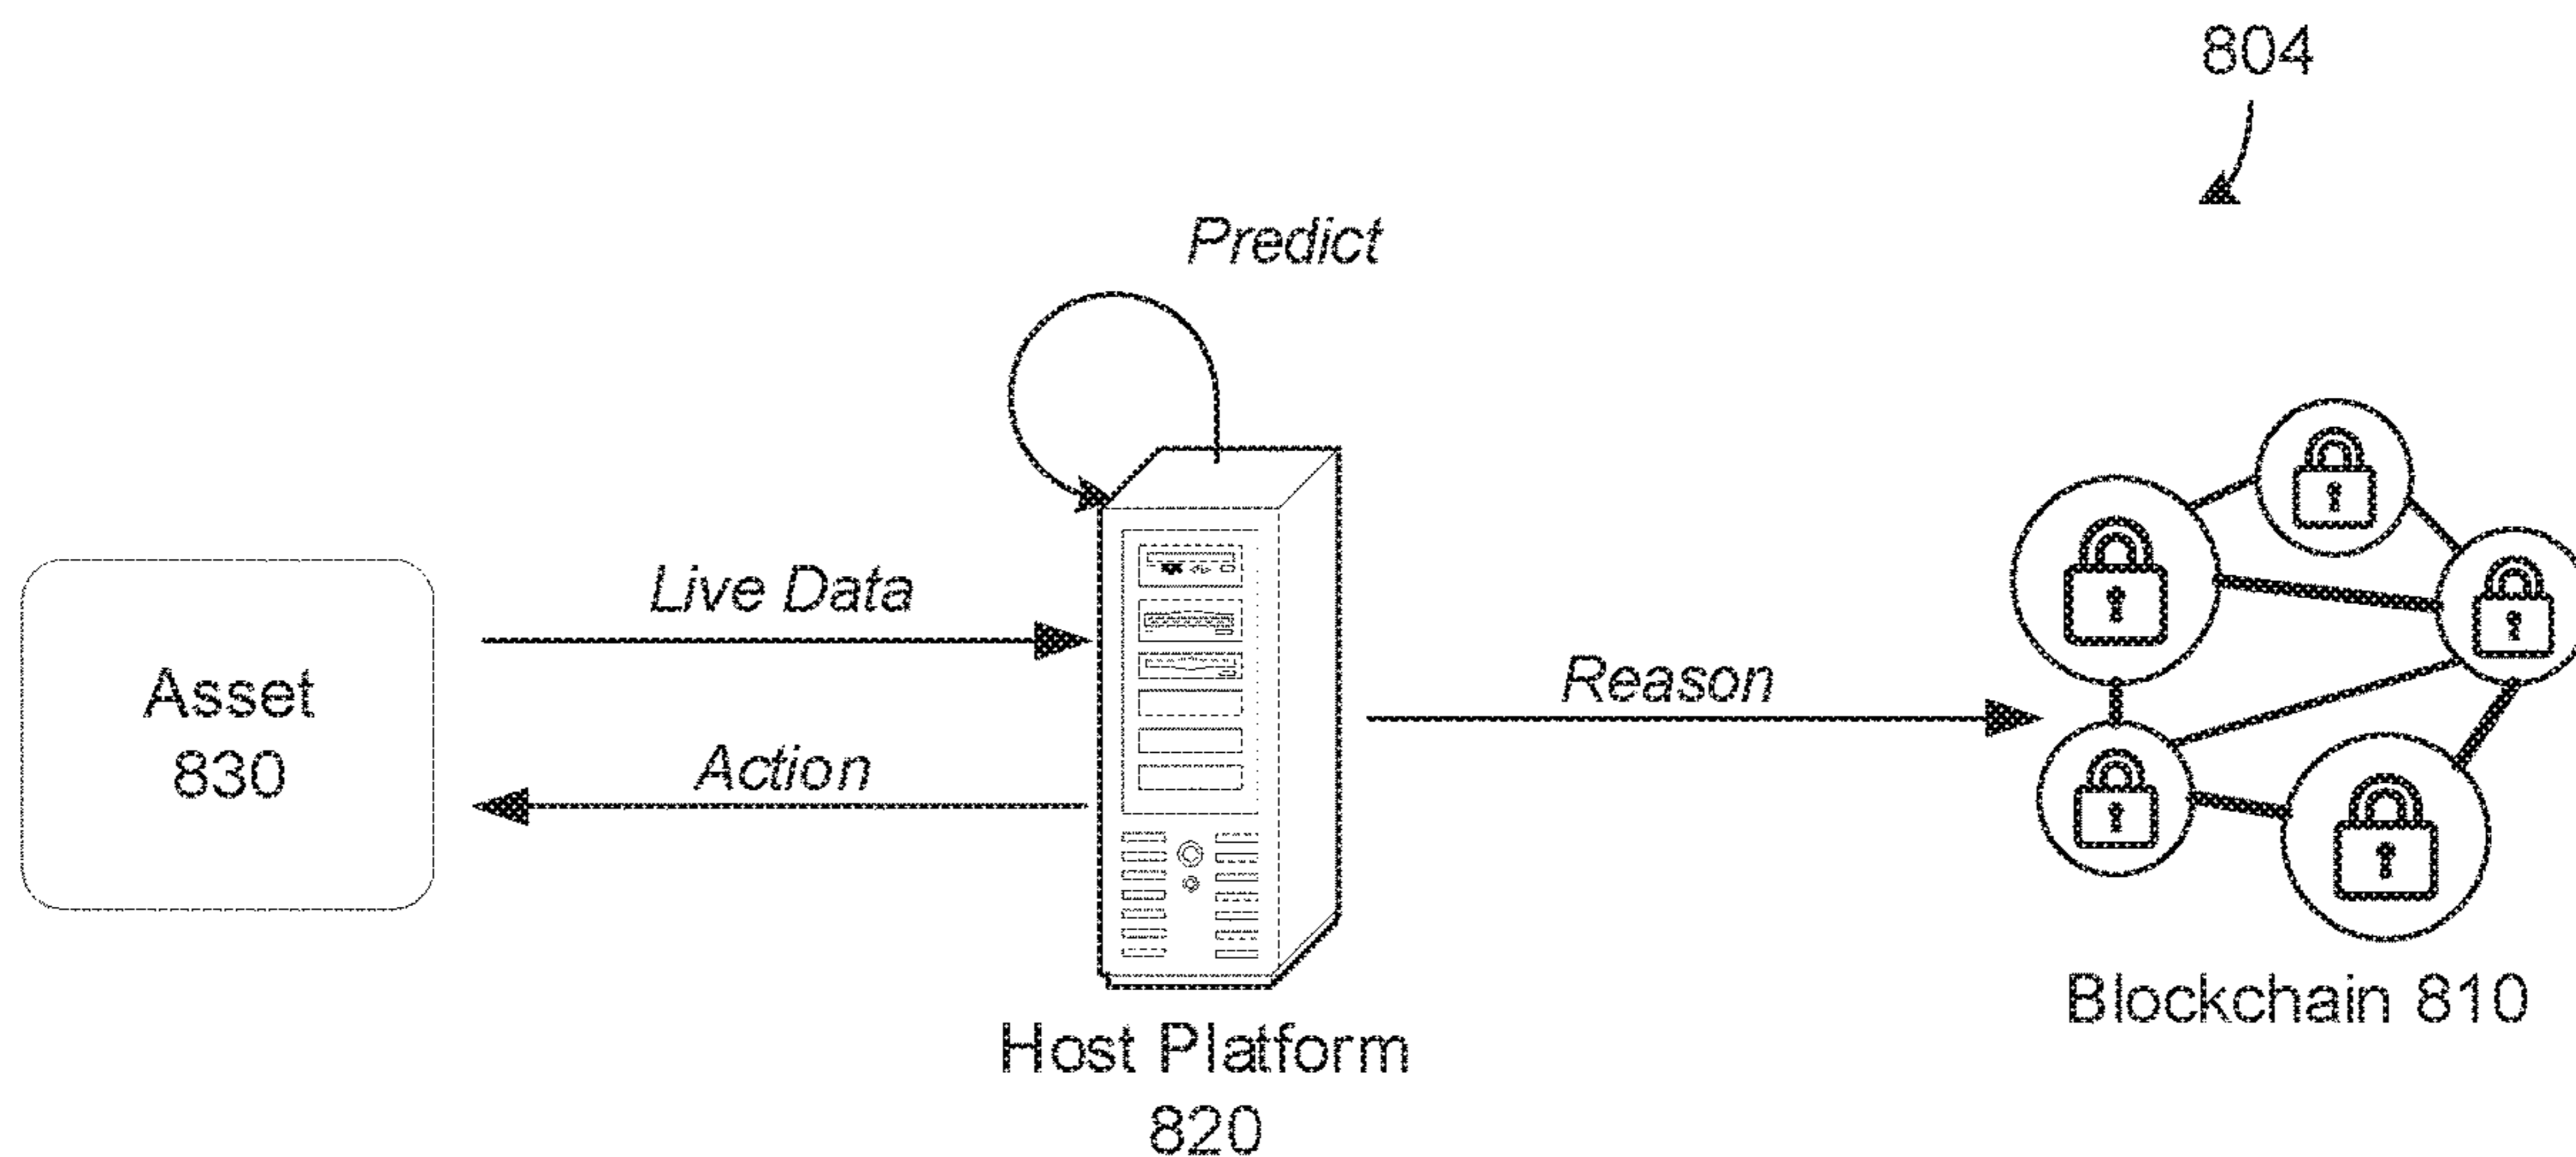 804
Predict
Live Data
Asset
830
Action
Reason
Blockchain 810
Host Platform
820